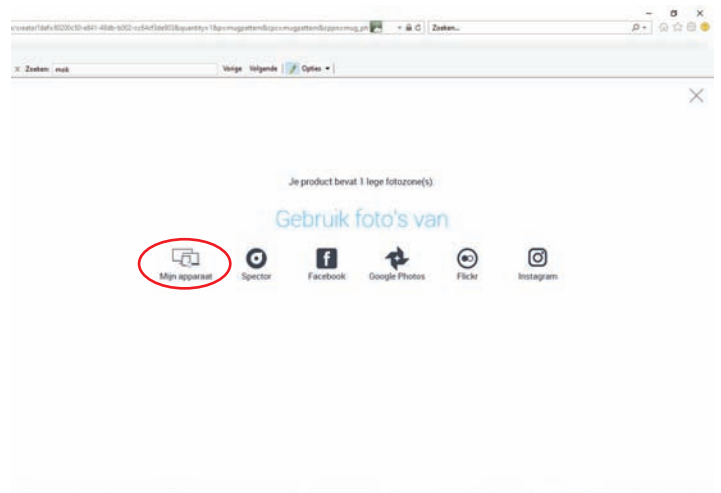 Zoeken...
X Zoeken: mok Vorige Volgende Opties
Je product bevat 1 lege fotozone(s).
Gebruik foto's van
Mijn apparaat Spector Facebook Google Photos Flickr Instagram